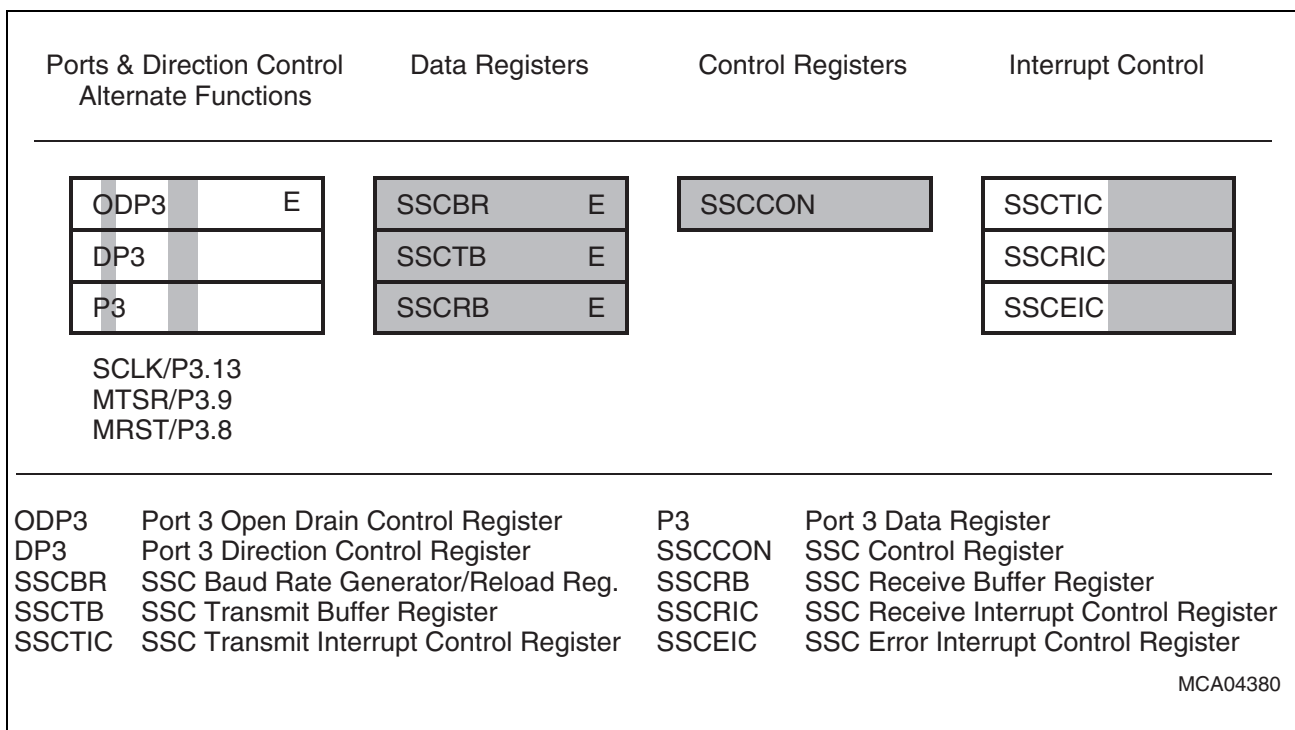 Ports & Direction Control
Alternate Functions
Data Registers
Control Registers
Interrupt Control
ODP3 E
DP3
P3
SCLK/P3.13
MTSR/P3.9
MRST/P3.8
SSCBR E
SSCTB E
SSCRB E
SSCCON
SSCTIC
SSCRIC
SSCEIC
ODP3 Port 3 Open Drain Control Register
DP3 Port 3 Direction Control Register
SSCBR SSC Baud Rate Generator/Reload Reg.
SSCTB SSC Transmit Buffer Register
SSCTIC SSC Transmit Interrupt Control Register
P3 Port 3 Data Register
SSCCON SSC Control Register
SSCRB SSC Receive Buffer Register
SSCRIC SSC Receive Interrupt Control Register
SSCEIC SSC Error Interrupt Control Register
MCA04380